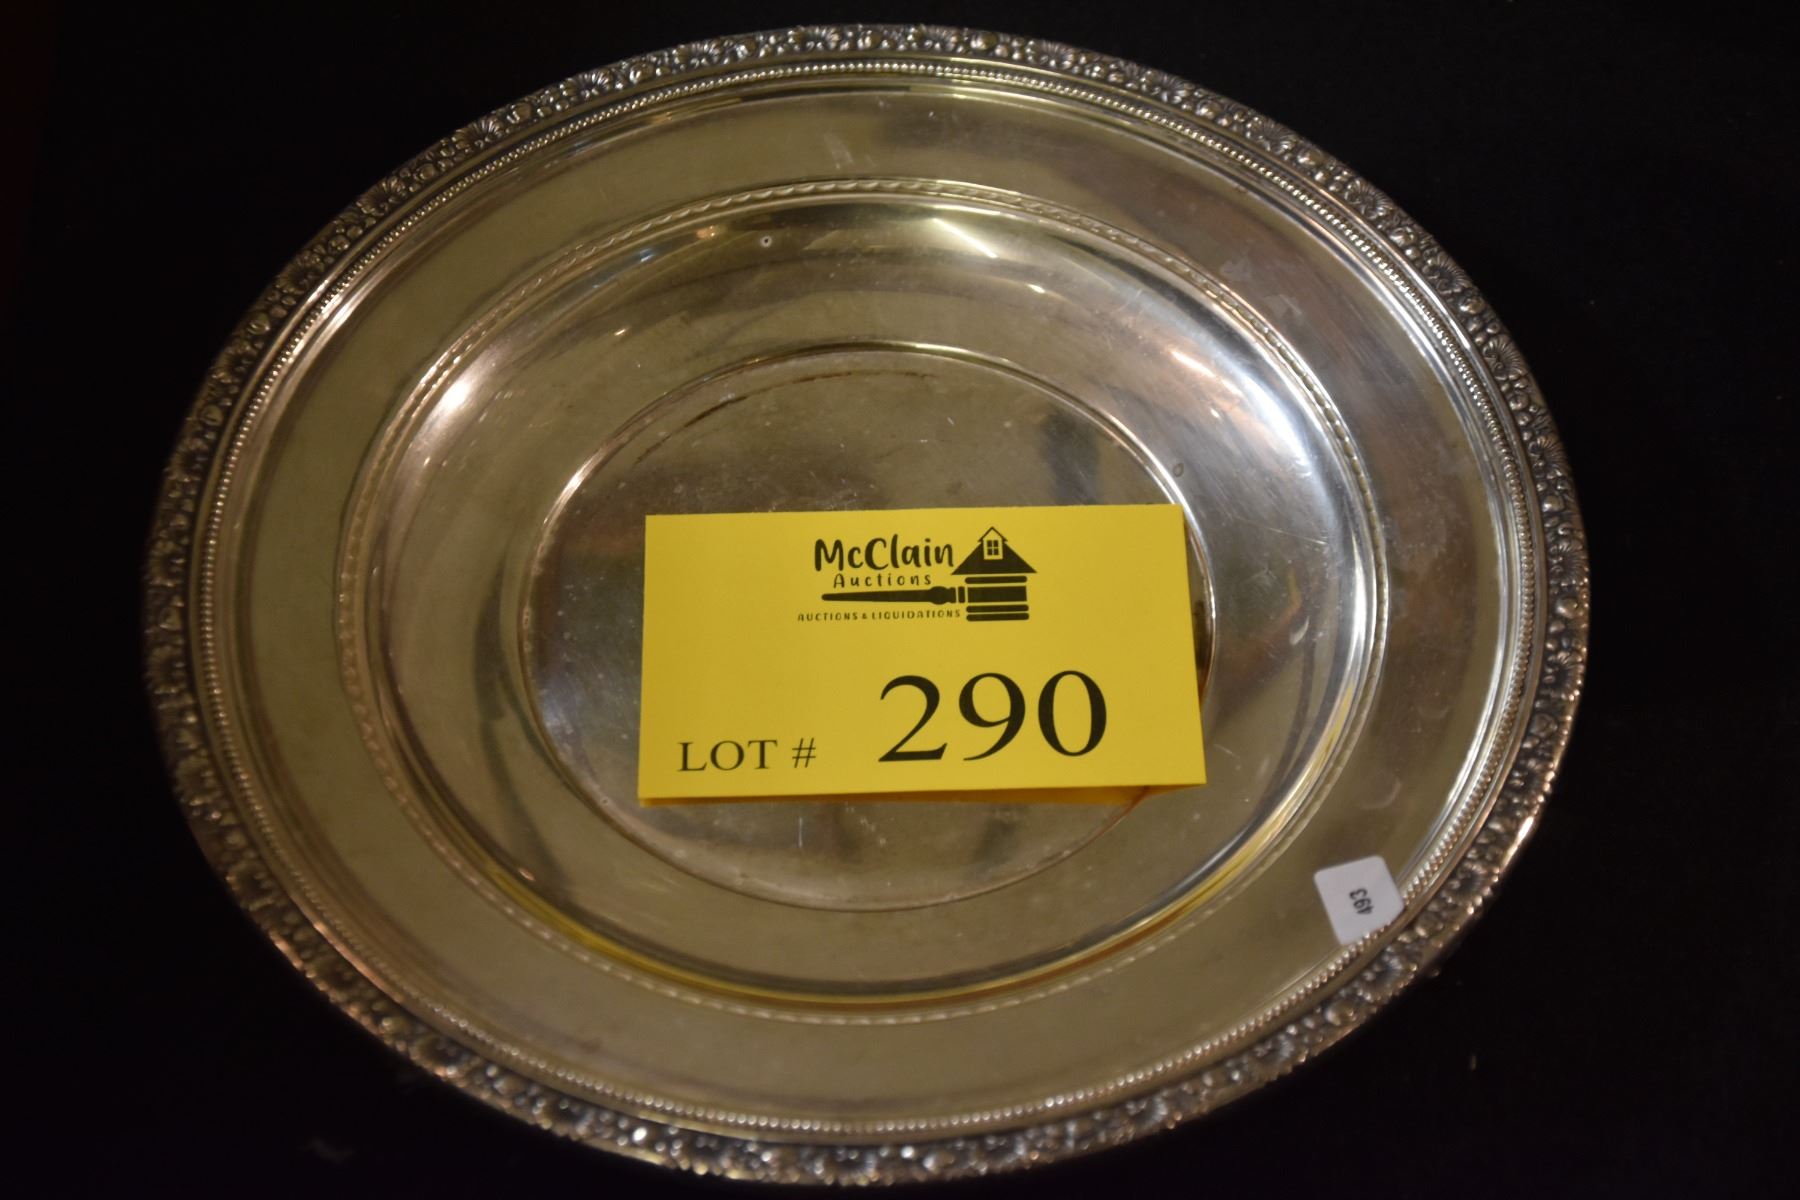 McClain
Auctions
AUCTIONS & LIQUIDATIONS
LOT # 290
493